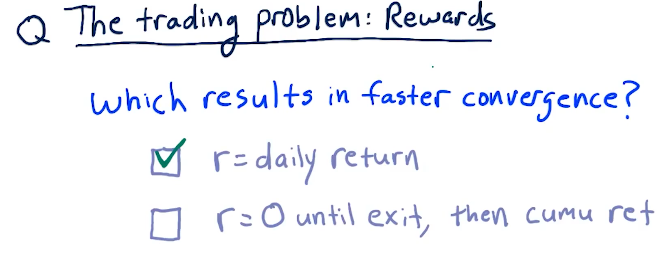 Q The trading problem: Rewards
Which results in faster convergence?
r=daily return
r=0 until exit, then cumu ret